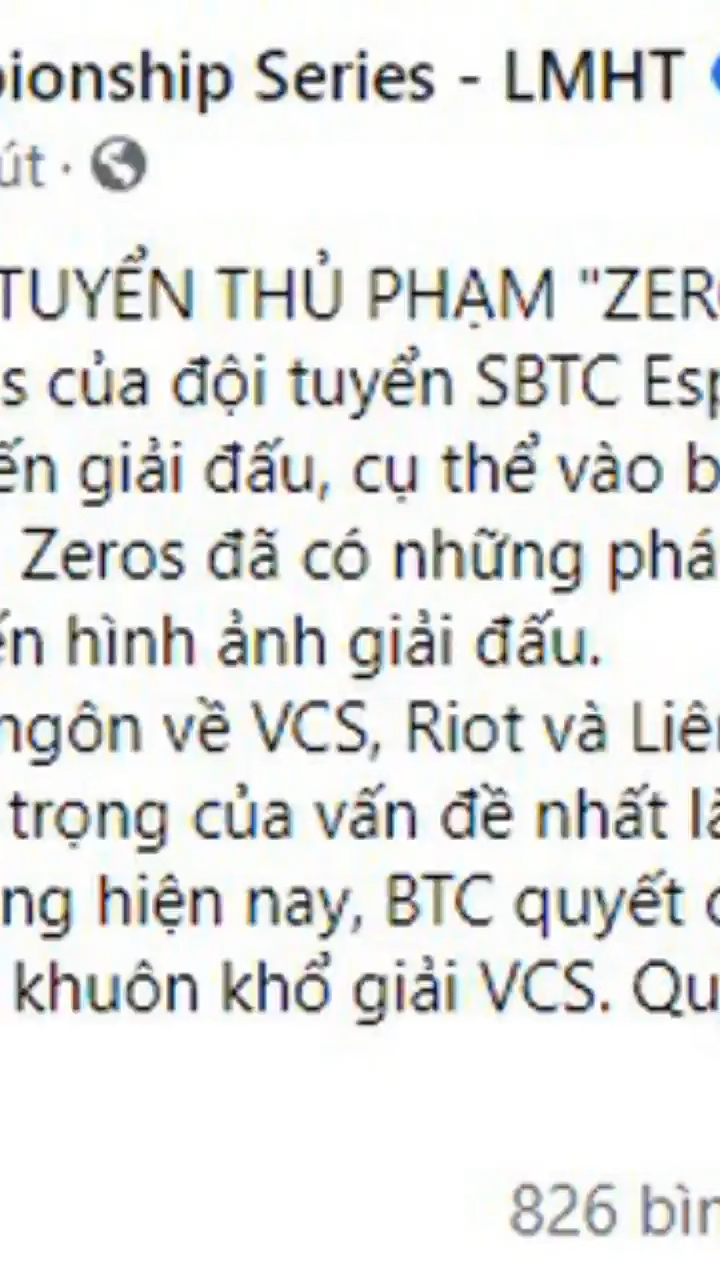 pionship Series - LMHT
út ·
TUYỂN THỦ PHẠM "ZER
s của đội tuyển SBTC Esp
ến giải đấu, cụ thể vào b
Zeros đã có những phá
ến hình ảnh giải đấu.
ngôn về VCS, Riot và Liê
trọng của vấn đề nhất là
ng hiện nay, BTC quyết
khuôn khổ giải VCS. Qu
826 bìn